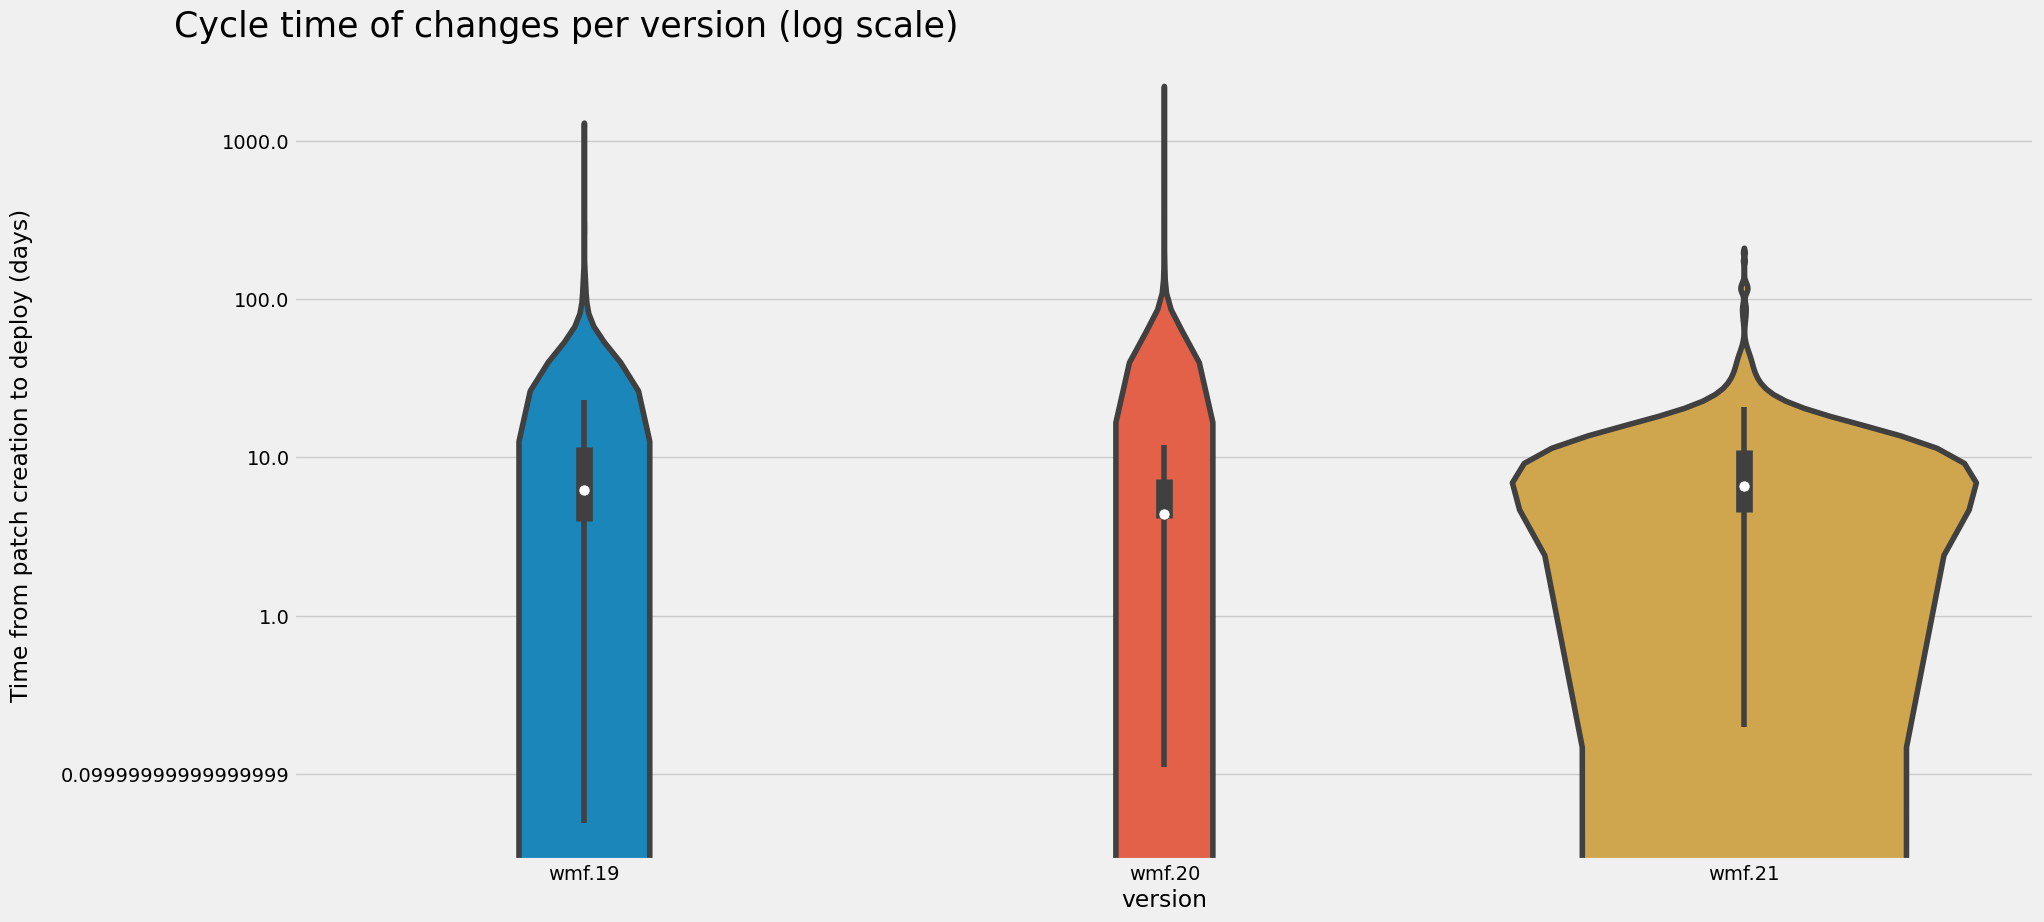 Cycle time of changes per version (log scale)
Time from patch creation to deploy (days)
1000.0
100.0
10.0
1.0
0.09999999999999999
wmf.19
wmf.20
wmf.21
version